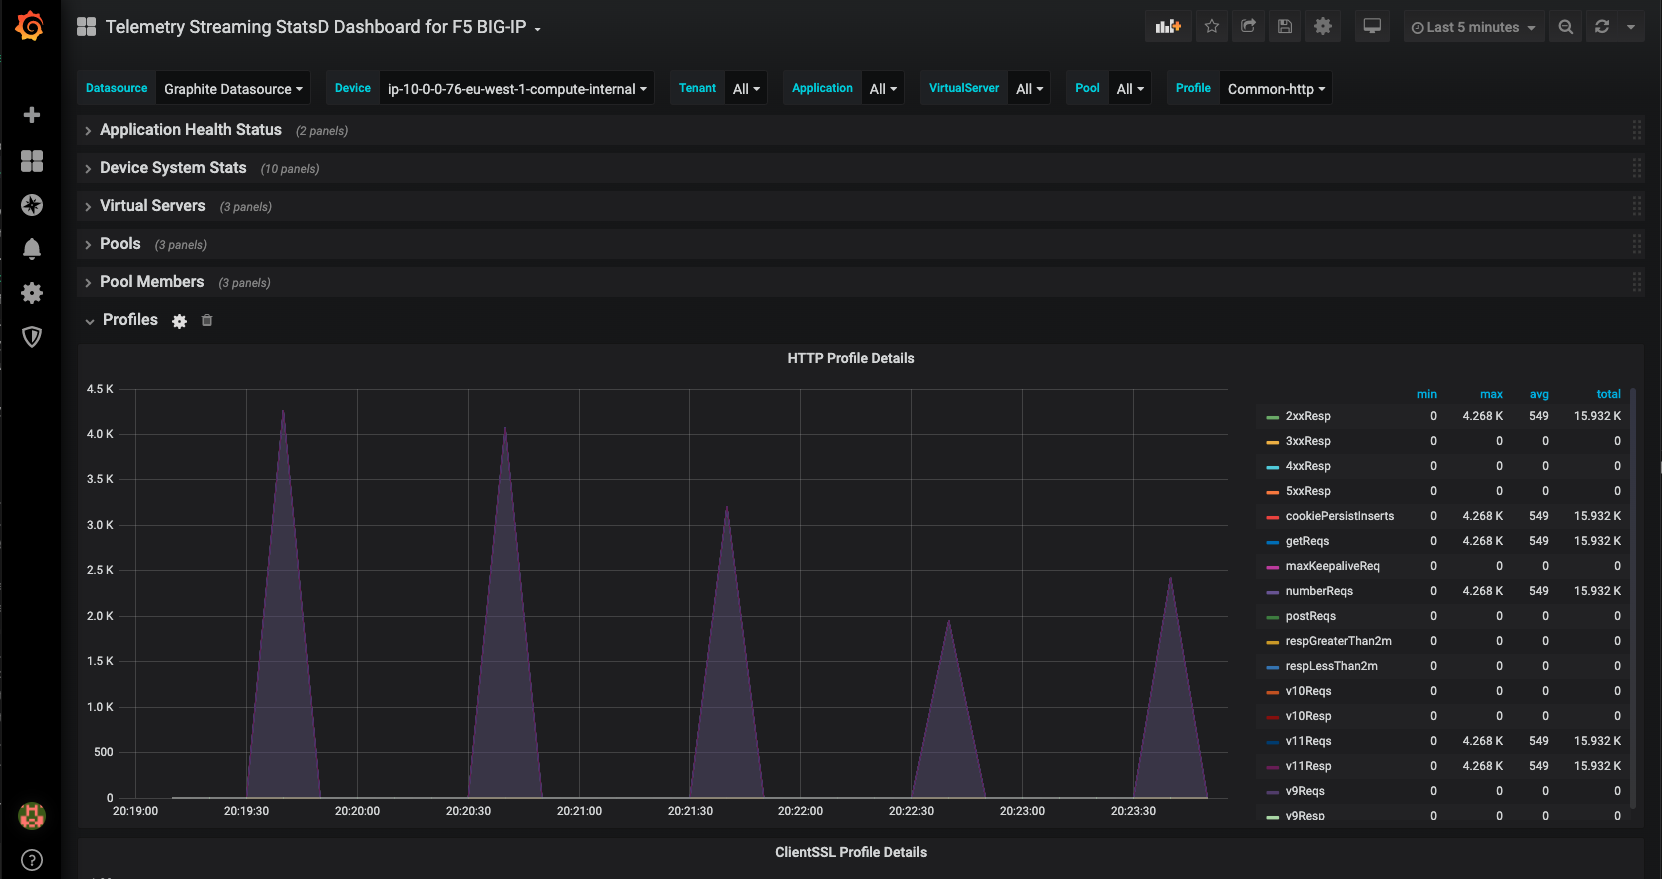 Telemetry Streaming StatsD Dashboard for F5 BIG-IP
Last 5 minutes
Datasource Graphite Datasource Device ip-10-0-0-76-eu-west-1-compute-internal Tenant All Application All VirtualServer All Pool All Profile Common-http
Application Health Status (2 panels)
Device System Stats (10 panels)
Virtual Servers (3 panels)
Pools (3 panels)
Pool Members (3 panels)
Profiles
HTTP Profile Details
4.5 K
4.0 K
3.5 K
3.0 K
2.5 K
2.0 K
1.5 K
1.0 K
500
0
20:19:00 20:19:30 20:20:00 20:20:30 20:21:00 20:21:30 20:22:00 20:22:30 20:23:00 20:23:30
min max avg total
2xxResp 0 4.268 K 549 15.932 K
3xxResp 0 0 0 0
4xxResp 0 0 0 0
5xxResp 0 0 0 0
cookiePersistInserts 0 4.268 K 549 15.932 K
getReqs 0 4.268 K 549 15.932 K
maxKeepaliveReq 0 0 0 0
numberReqs 0 4.268 K 549 15.932 K
postReqs 0 0 0 0
respGreaterThan2m 0 0 0 0
respLessThan2m 0 0 0 0
v10Reqs 0 0 0 0
v10Resp 0 0 0 0
v11Reqs 0 4.268 K 549 15.932 K
v11Resp 0 4.268 K 549 15.932 K
v9Reqs 0 0 0 0
v9Resp 0 0 0 0
ClientSSL Profile Details